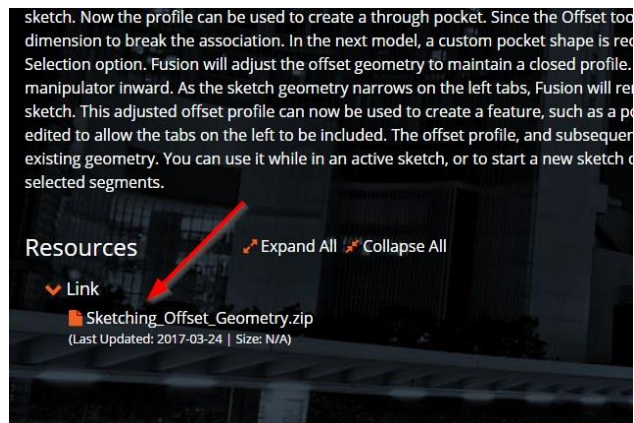 sketch. Now the profile can be used to create a through pocket. Since the Offset too
dimension to break the association. In the next model, a custom pocket shape is rec
Selection option. Fusion will adjust the offset geometry to maintain a closed profile.
manipulator inward. As the sketch geometry narrows on the left tabs, Fusion will re
sketch. This adjusted offset profile can now be used to create a feature, such as a po
edited to allow the tabs on the left to be included. The offset profile, and subsequen
existing geometry. You can use it while in an active sketch, or to start a new sketch
selected segments.
Resources
Expand All Collapse All
Link
Sketching_Offset_Geometry.zip
(Last Updated: 2017-03-24 | Size: N/A)